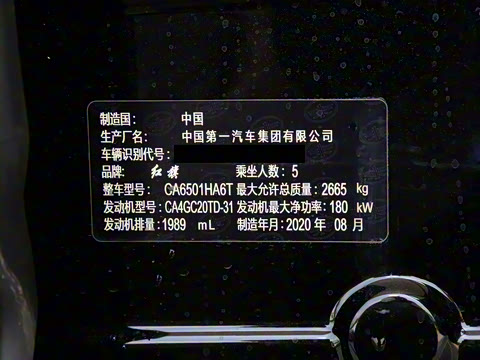 制造国： 中国
生产厂名： 中国第一汽车集团有限公司
车辆识别代号：
品牌： 红旗 乘坐人数：5
整车型号： CA6501HA6T 最大允许总质量：2665 kg
发动机型号：CA4GC20TD-31 发动机最大净功率：180 kW
发动机排量：1989 mL 制造年月：2020 年 08 月